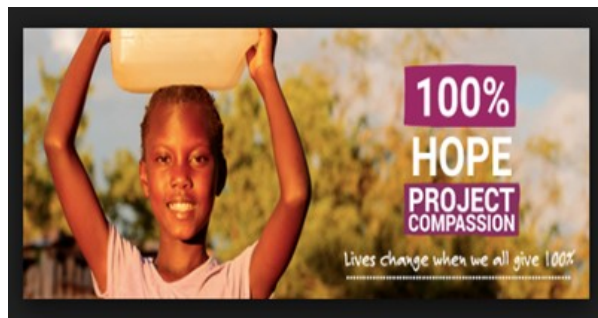 100%
HOPE
PROJECT
COMPASSION
Lives change when we all give 100%